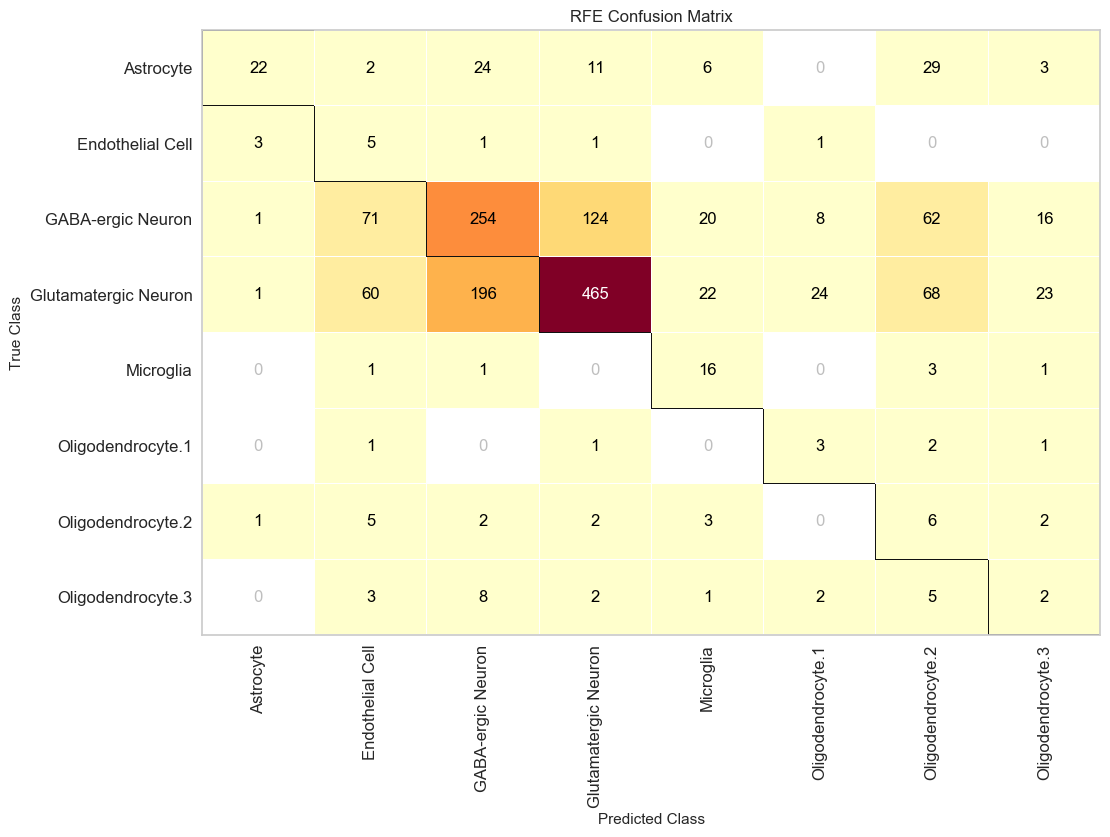 RFE Confusion Matrix
True Class
Astrocyte 22 2 24 11 6 0 29 3
Endothelial Cell 3 5 1 1 0 1 0 0
GABA-ergic Neuron 1 71 254 124 20 8 62 16
Glutamatergic Neuron 1 60 196 465 22 24 68 23
Microglia 0 1 1 0 16 0 3 1
Oligodendrocyte.1 0 1 0 1 0 3 2 1
Oligodendrocyte.2 1 5 2 2 3 0 6 2
Oligodendrocyte.3 0 3 8 2 1 2 5 2
Astrocyte
Endothelial Cell
GABA-ergic Neuron
Glutamatergic Neuron
Microglia
Oligodendrocyte.1
Oligodendrocyte.2
Oligodendrocyte.3
Predicted Class